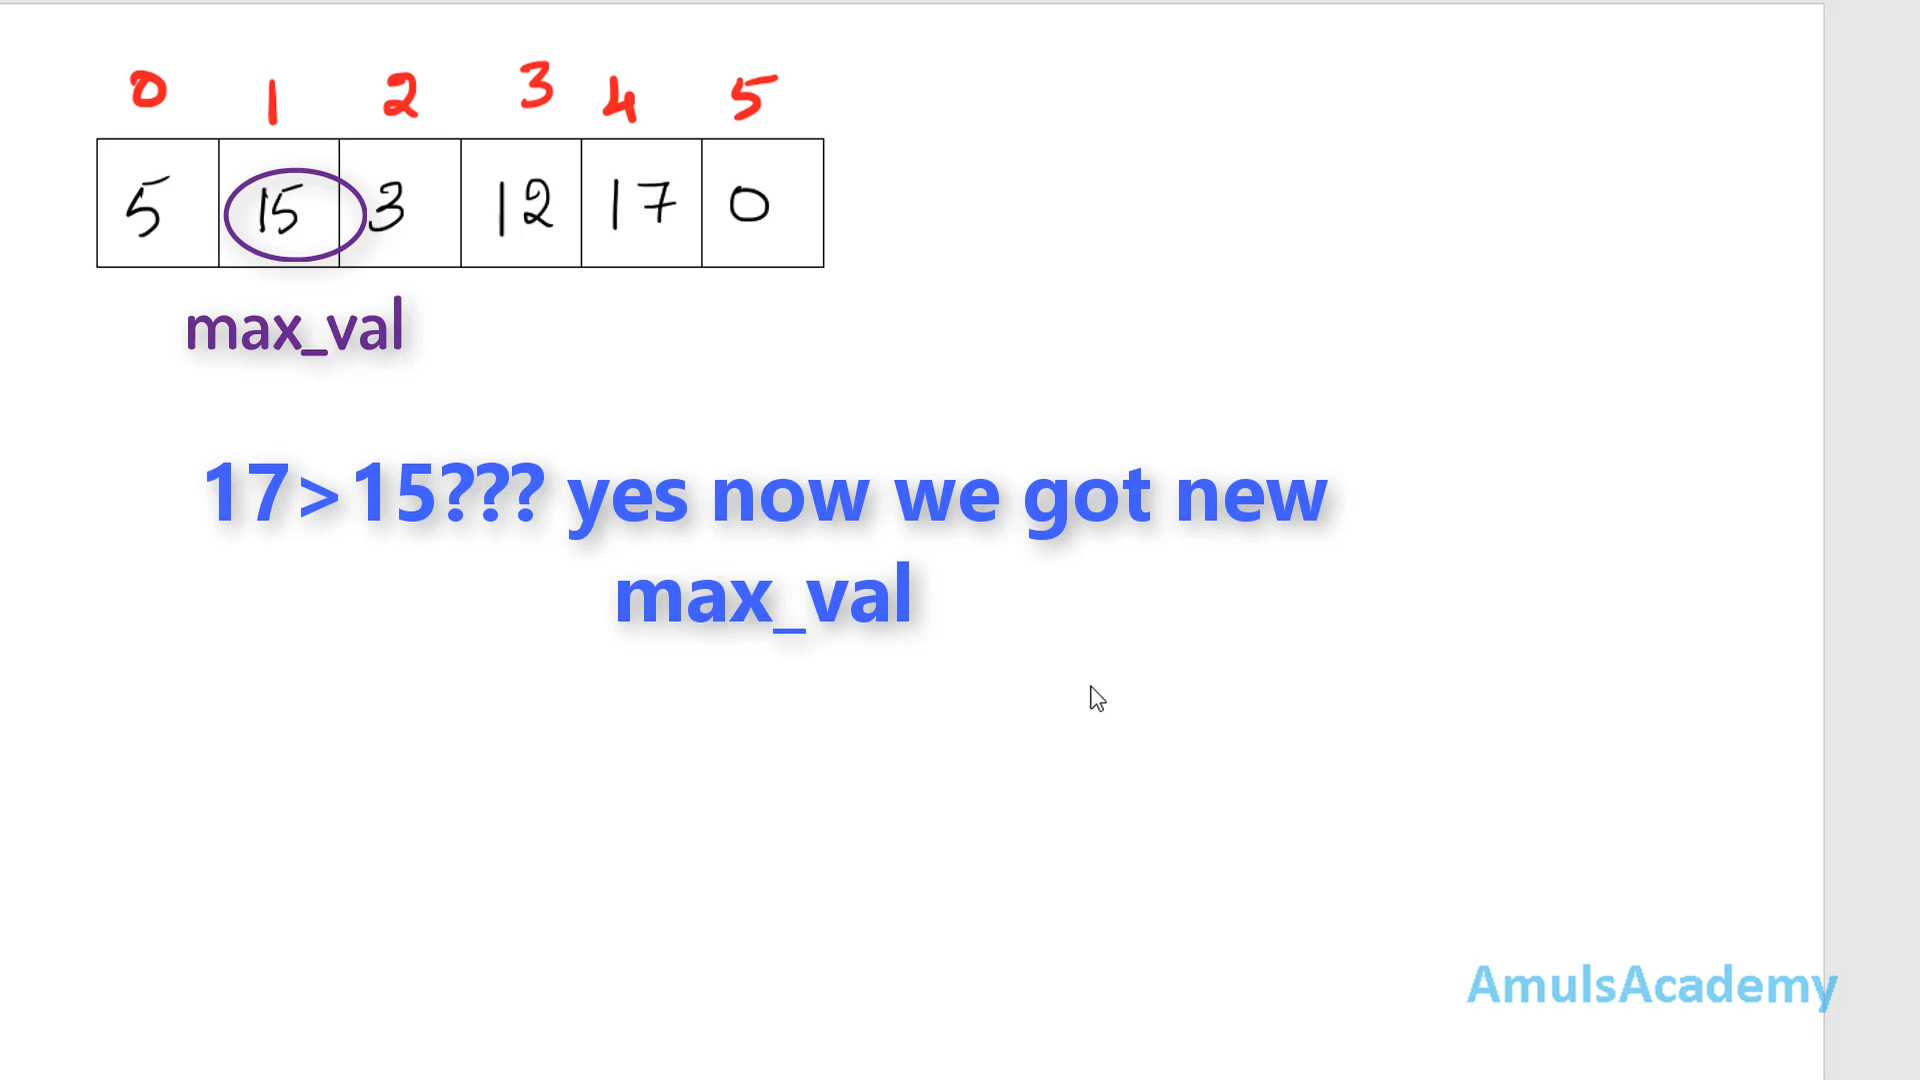 0 1 2 3 4 5
5 15 3 12 17 0
max_val
17>15??? yes now we got new
max_val
AmulsAcademy